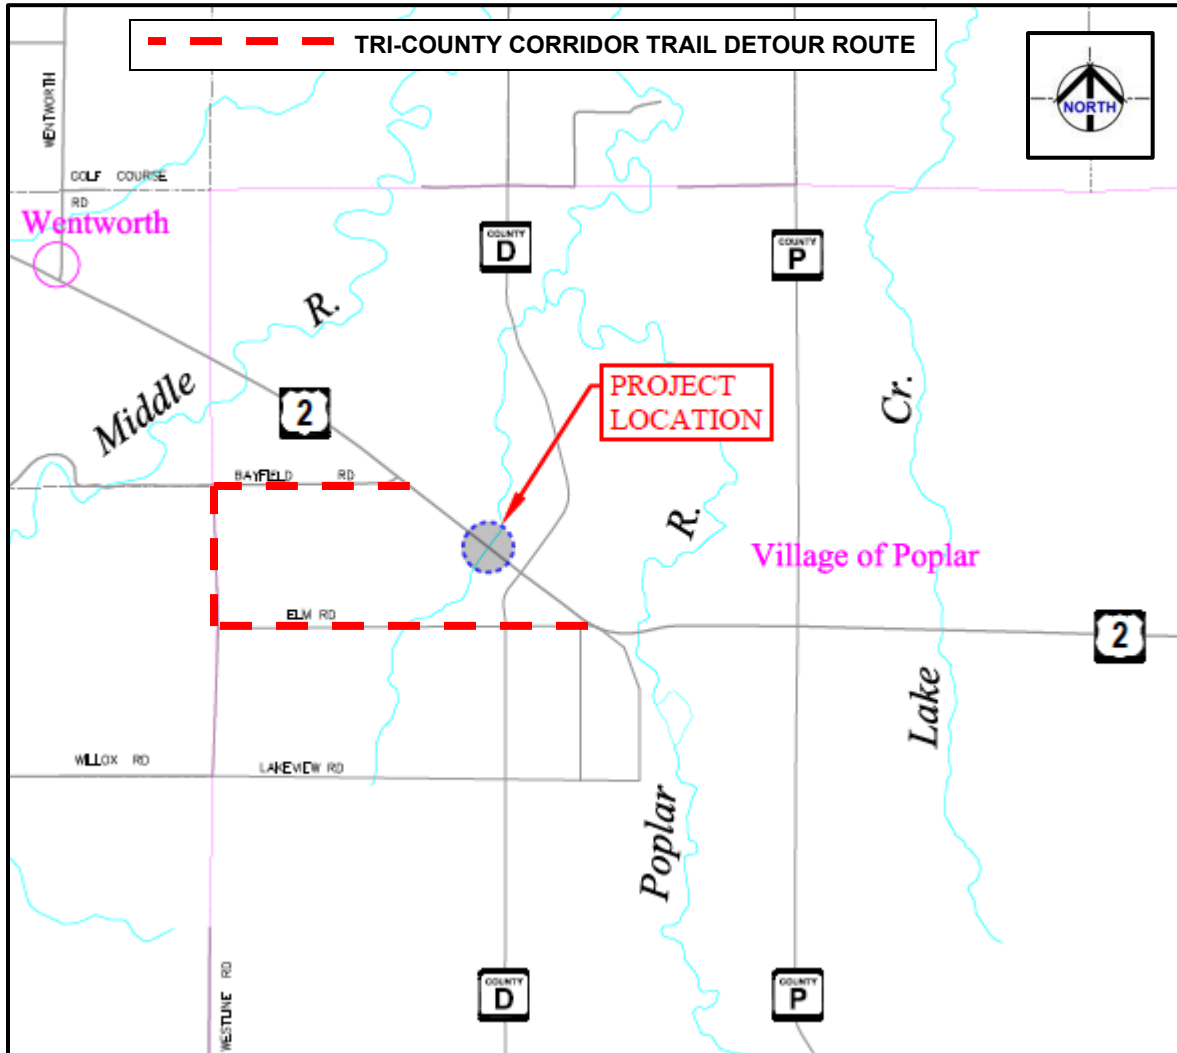 TRI-COUNTY CORRIDOR TRAIL DETOUR ROUTE
NORTH
WENTWORTH
GOLF COURSE
RD
Wentworth
COUNTY
D
COUNTY
P
R.
Middle
2
PROJECT
LOCATION
Cr.
BAYFIELD RD
R.
Village of Poplar
ELM RD
2
Lake
WILLOX RD
LAKEVIEW RD
Poplar
WESTLINE RD
COUNTY
D
COUNTY
P